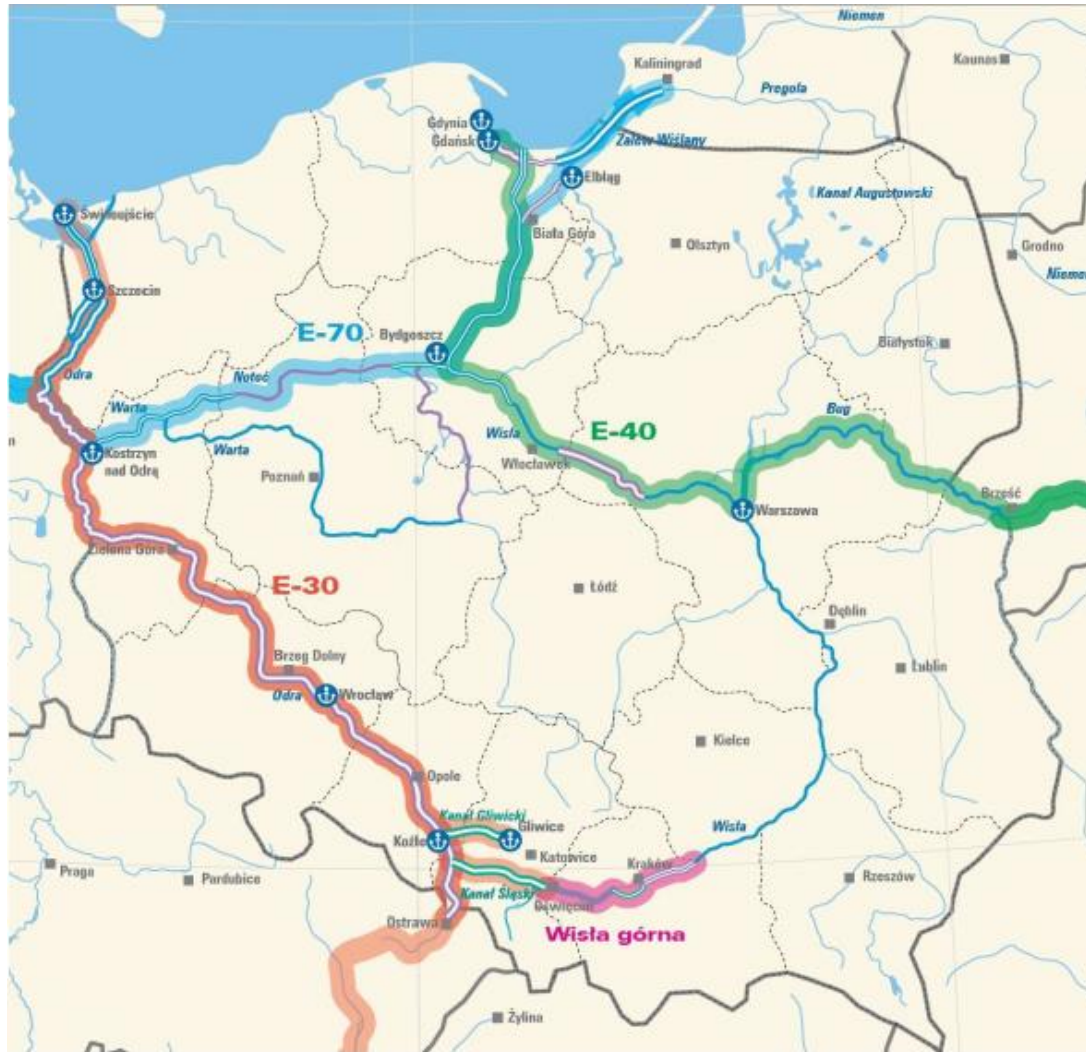 Niemen
Kaunas
Kaliningrad
Pregoła
Gdynia
Gdańsk
Zalew Wiślany
Elbląg
Kanał Augustowski
Świnoujście
Biała Góra
Olsztyn
Grodno
Niemen
Szczecin
E-70
Bydgoszcz
Białystok
Odra
Noteć
Warta
Bug
Wisła
E-40
Kostrzyn
nad Odrą
Warta
Włocławek
Poznań
Brześć
Warszawa
Zielona Góra
E-30
Łódź
Dęblin
Brzeg Dolny
Lublin
Odra
Wrocław
Kielce
Opole
Kanał Gliwicki
Gliwice
Wisła
Koźle
Katowice
Kraków
Praga
Pardubice
Kanał Śląski
Oświęcim
Rzeszów
Ostrawa
Wisła górna
Żylina